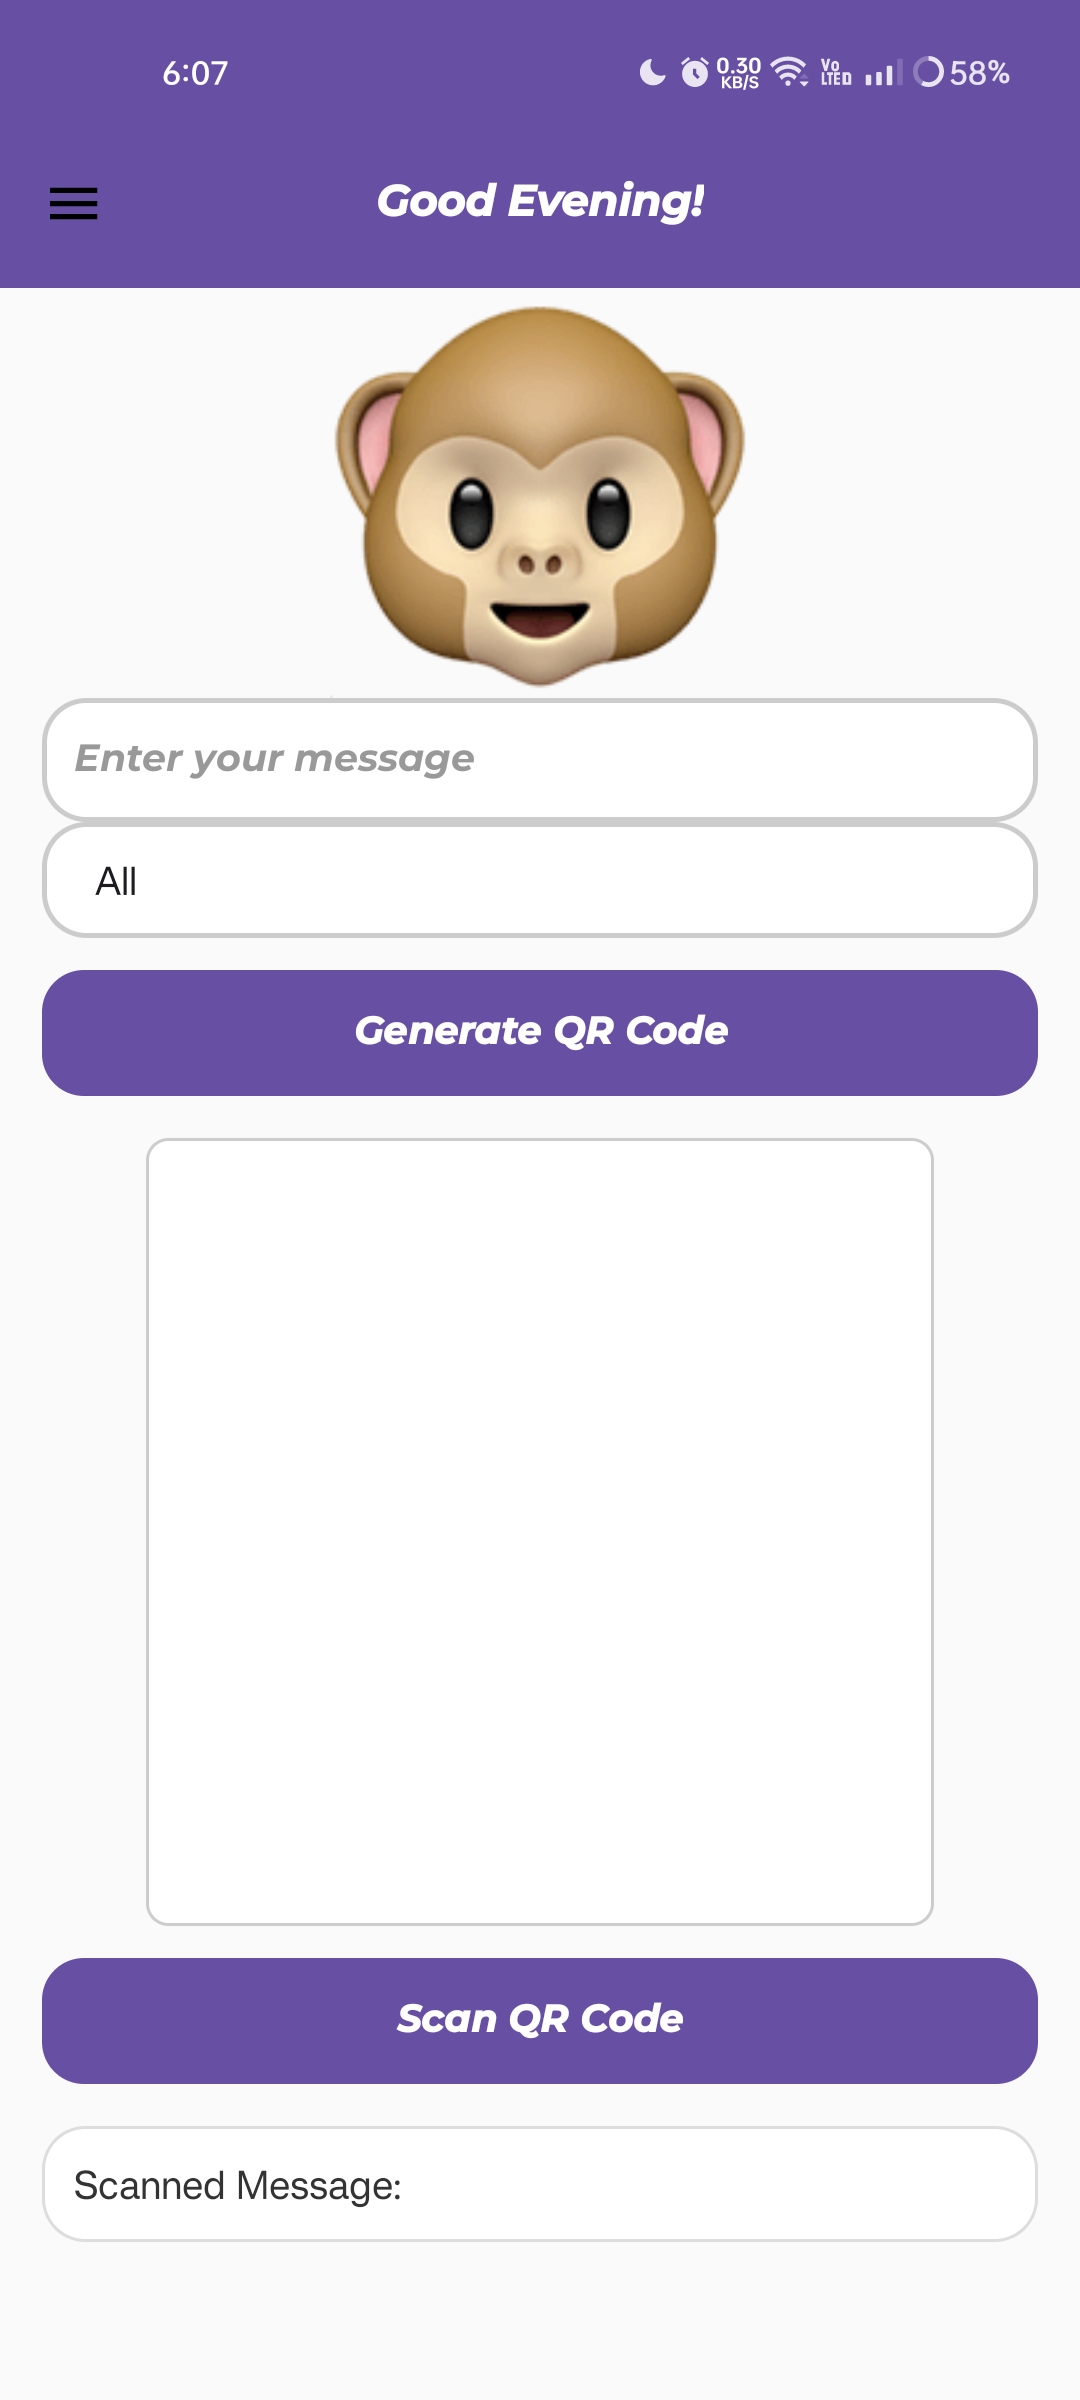 6:07 0.30 KB/S Vo LTED 58%
Good Evening!
Enter your message
All
Generate QR Code
Scan QR Code
Scanned Message: